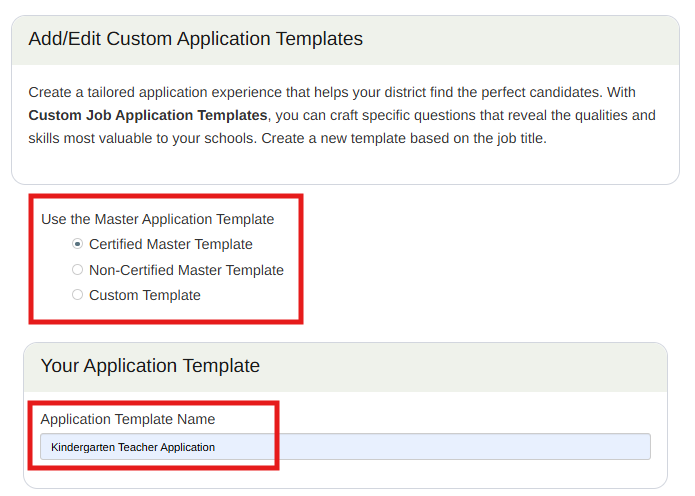 Add/Edit Custom Application Templates
Create a tailored application experience that helps your district find the perfect candidates. With
Custom Job Application Templates, you can craft specific questions that reveal the qualities and
skills most valuable to your schools. Create a new template based on the job title.
Use the Master Application Template
Certified Master Template
Non-Certified Master Template
Custom Template
Your Application Template
Application Template Name
Kindergarten Teacher Application